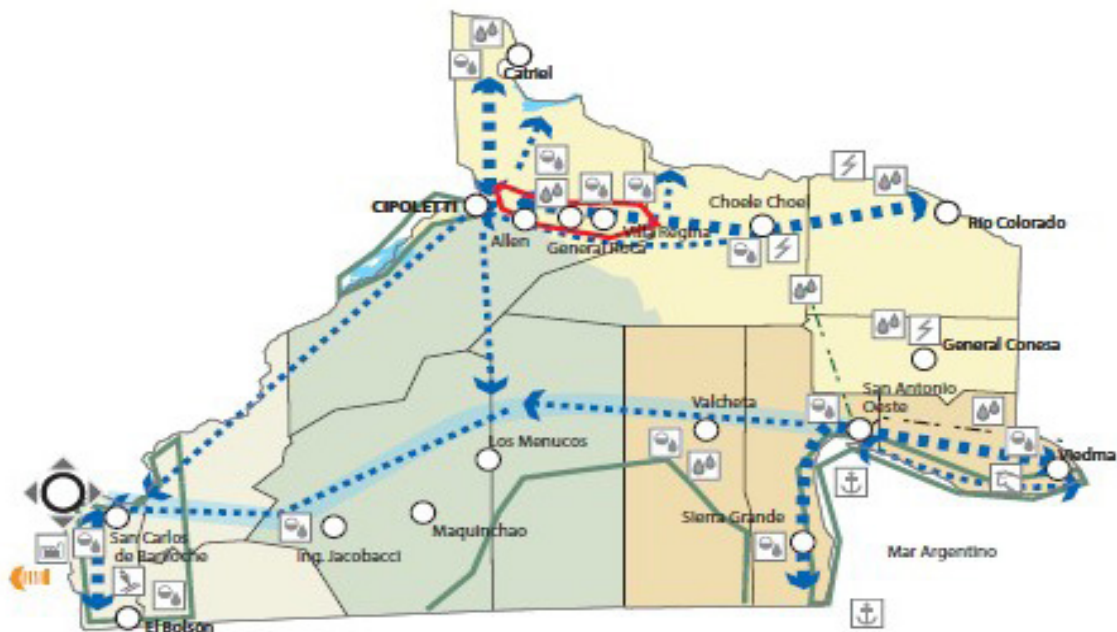 Catriel
CIPOLETTI
Choele Choel
Rio Colorado
Allen
Villa Regina
General Roca
General Conesa
San Antonio
Oeste
Valcheta
Los Menucos
Viedma
Sierra Grande
Maquinchao
San Carlos
de Bariloche
Ing. Jacobacci
Mar Argentino
El Bolsón